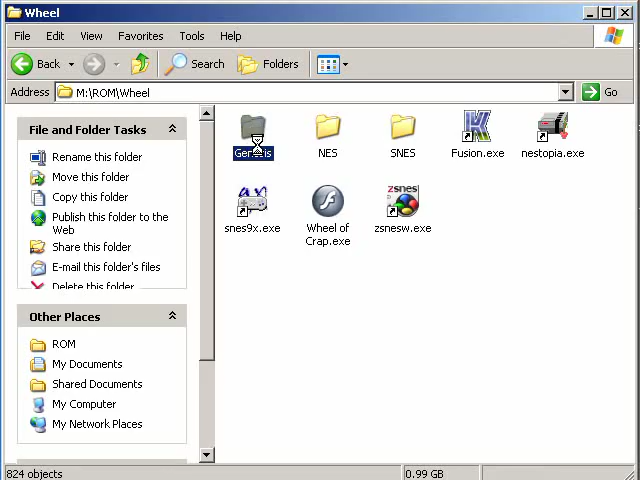 Wheel
File Edit View Favorites Tools Help
Back Search Folders
Address M:\ROM\Wheel Go
File and Folder Tasks
Rename this folder
Move this folder
Copy this folder
Publish this folder to the
Web
Share this folder
E-mail this folder's files
Delete this folder
Other Places
ROM
My Documents
Shared Documents
My Computer
My Network Places
Genesis NES SNES Fusion.exe nestopia.exe
snes9x.exe Wheel of
Crap.exe zsnesw.exe
zsnes
824 objects 0.99 GB